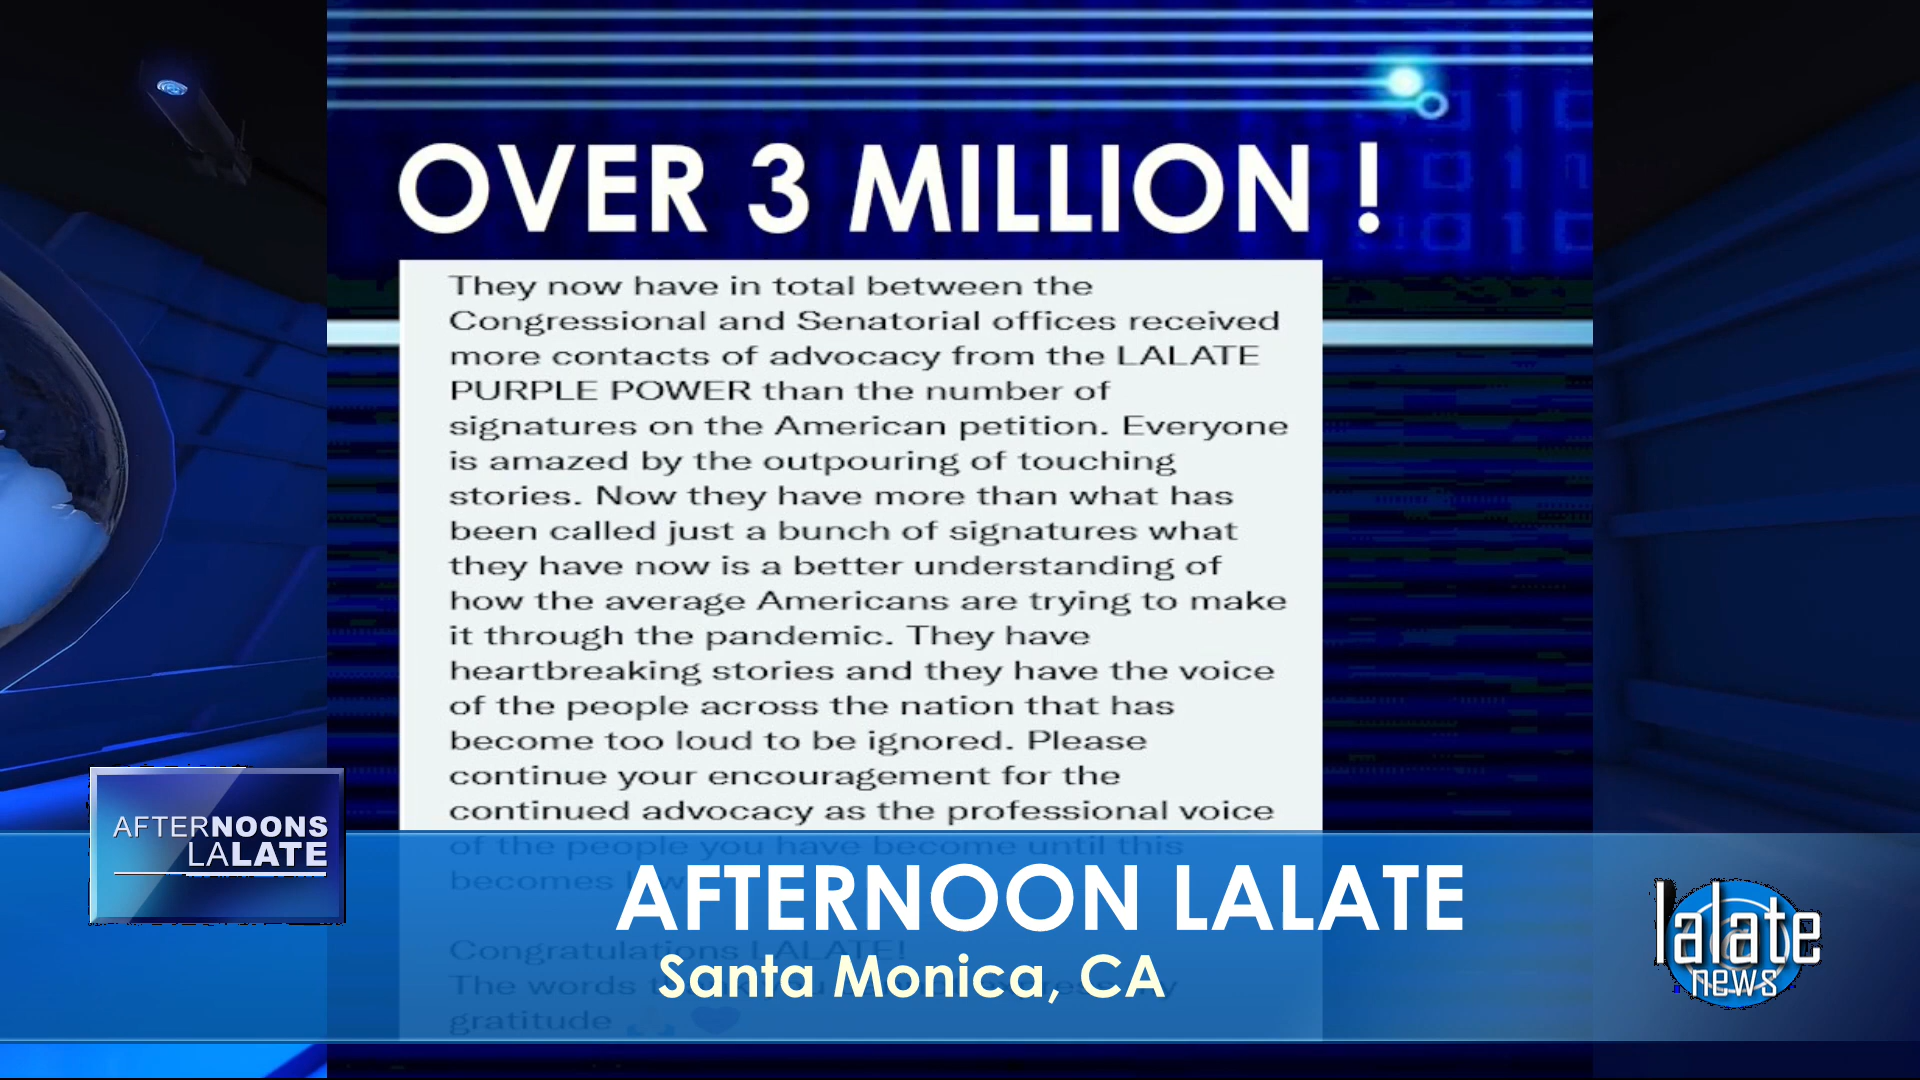 OVER 3 MILLION !
They now have in total between the
Congressional and Senatorial offices received
more contacts of advocacy from the LALATE
PURPLE POWER than the number of
signatures on the American petition. Everyone
is amazed by the outpouring of touching
stories. Now they have more than what has
been called just a bunch of signatures what
they have now is a better understanding of
how the average Americans are trying to make
it through the pandemic. They have
heartbreaking stories and they have the voice
of the people across the nation that has
become too loud to be ignored. Please
continue your encouragement for the
continued advocacy as the professional voice
of the people you have become until this
becomes
Congratulations LALATE!
The words
gratitude
AFTERNOONS
LALATE
AFTERNOON LALATE
Santa Monica, CA
lalate
news